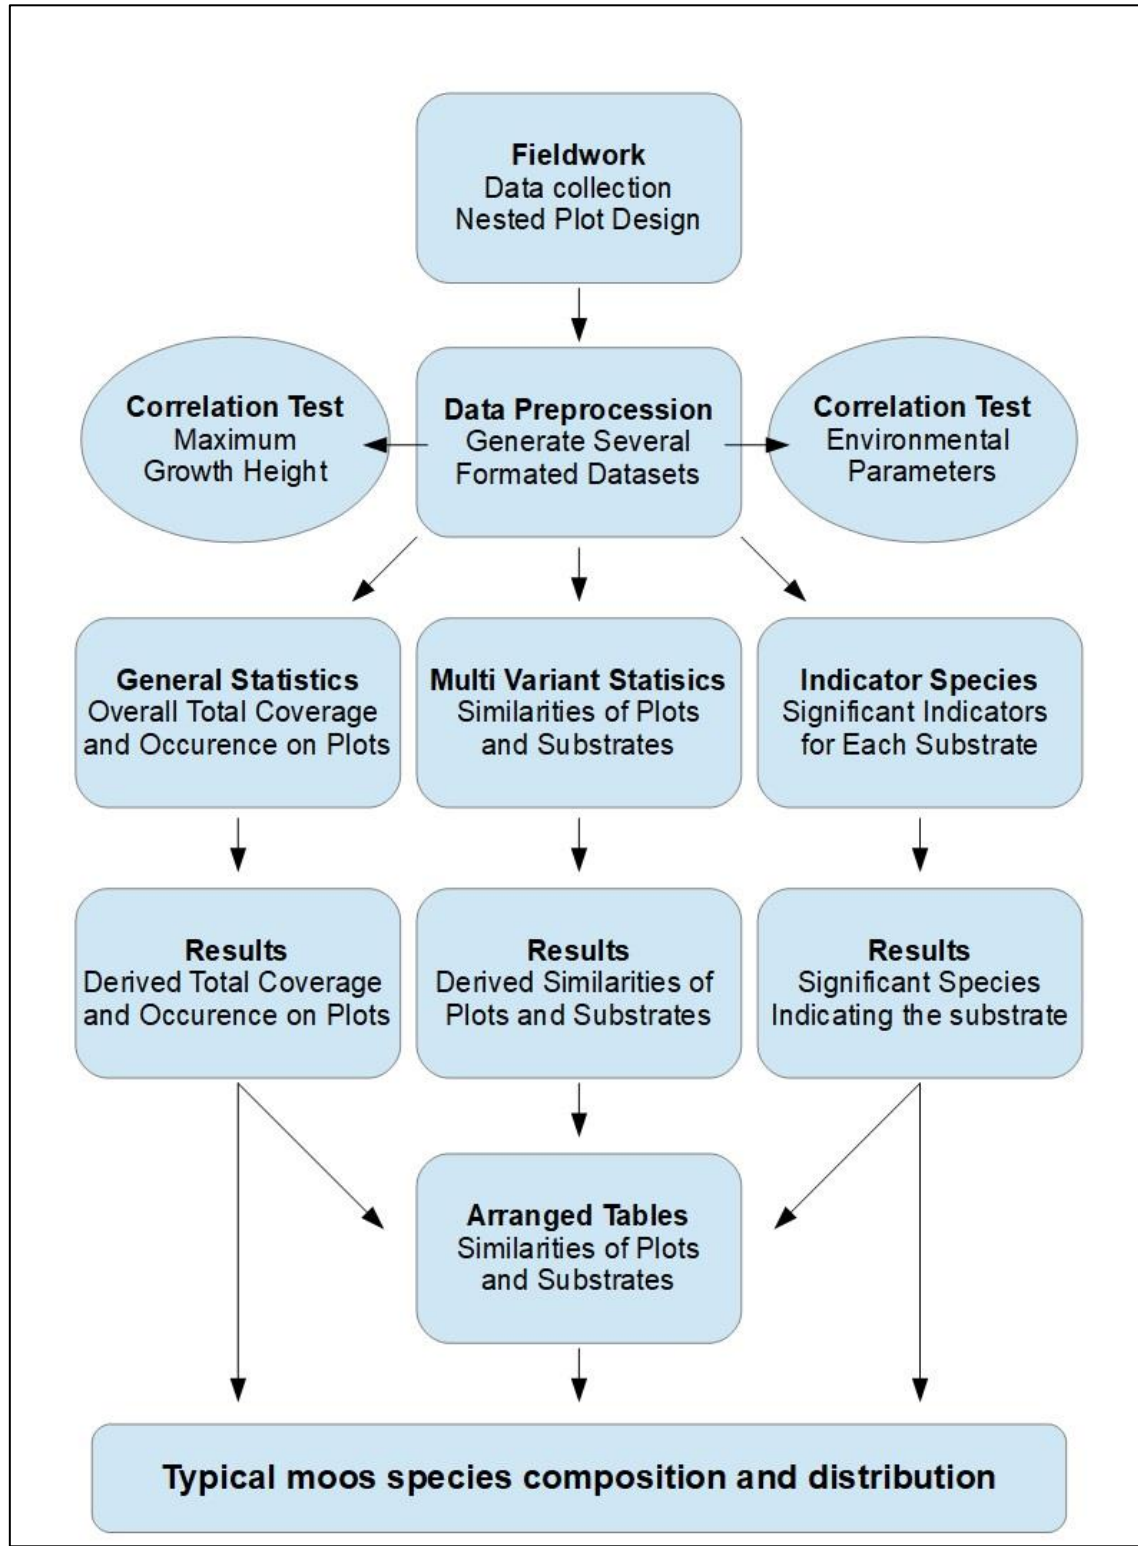 Fieldwork
Data collection
Nested Plot Design
Correlation Test
Maximum
Growth Height
Data Preprocession
Generate Several
Formated Datasets
Correlation Test
Environmental
Parameters
General Statistics
Overall Total Coverage
and Occurence on Plots
Multi Variant Statisics
Similarities of Plots
and Substrates
Indicator Species
Significant Indicators
for Each Substrate
Results
Derived Total Coverage
and Occurence on Plots
Results
Derived Similarities of
Plots and Substrates
Results
Significant Species
Indicating the substrate
Arranged Tables
Similarities of Plots
and Substrates
Typical moos species composition and distribution